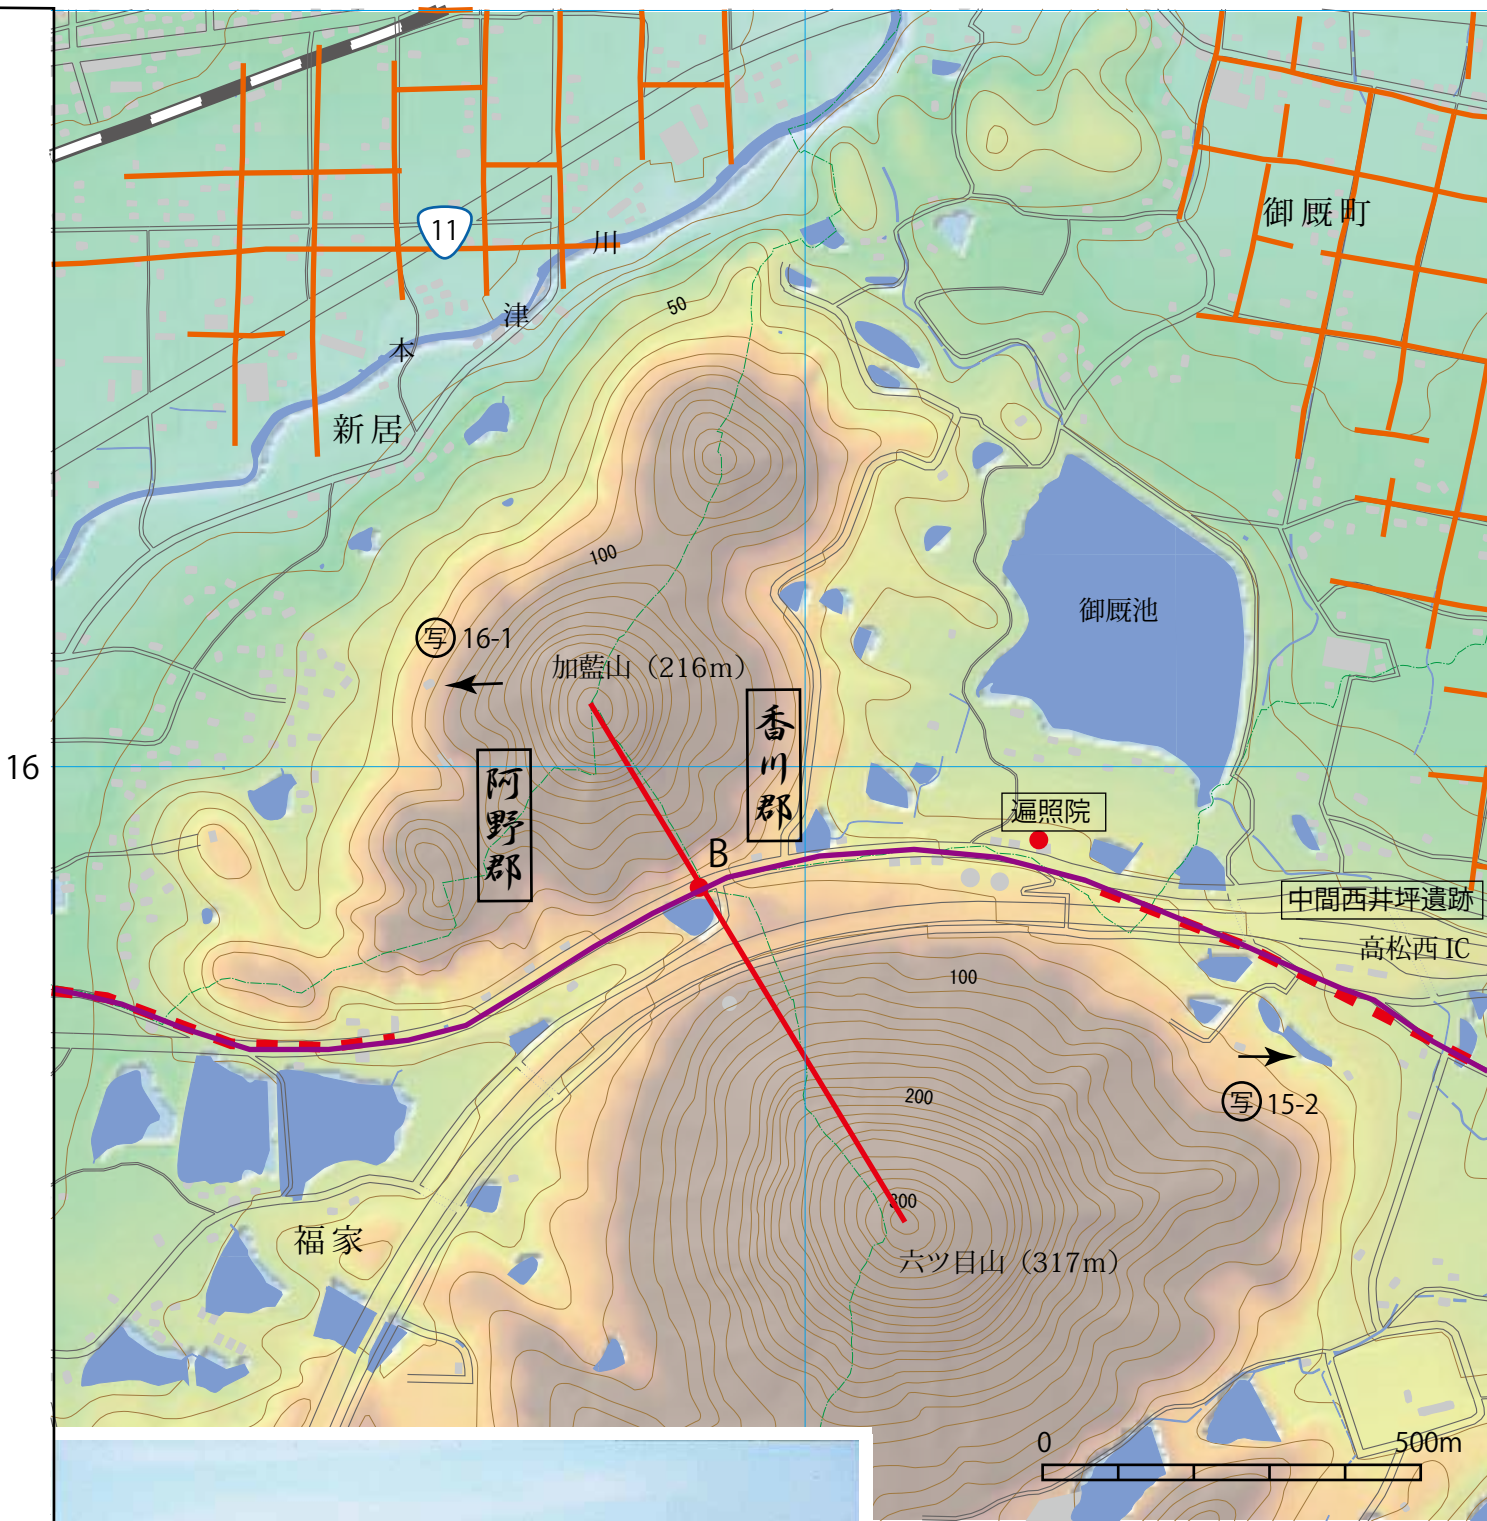 11
御厩町
川
津
本
50
新居
100
御厩池
写 16-1
加藍山（216m）
香川郡
阿野郡
16
遍照院
B
中間西井坪遺跡
高松西 IC
100
200
写 15-2
300
福家
六ツ目山（317m）
0
500m